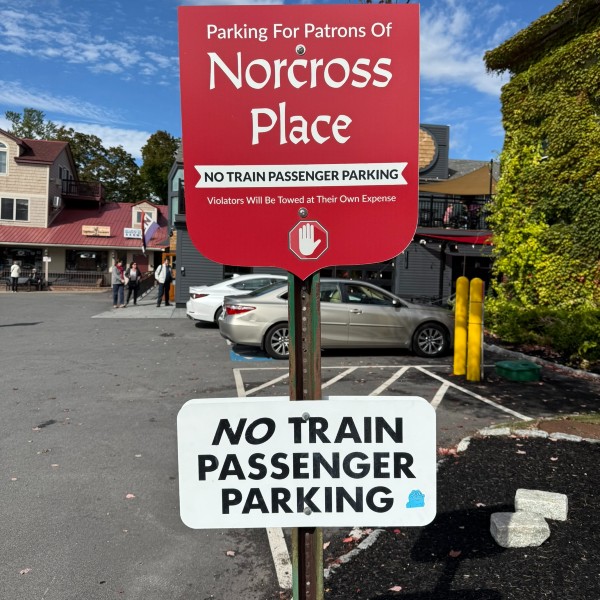 Parking For Patrons Of
Norcross
Place
NO TRAIN PASSENGER PARKING
Violators Will Be Towed at Their Own Expense
NO TRAIN
PASSENGER
PARKING